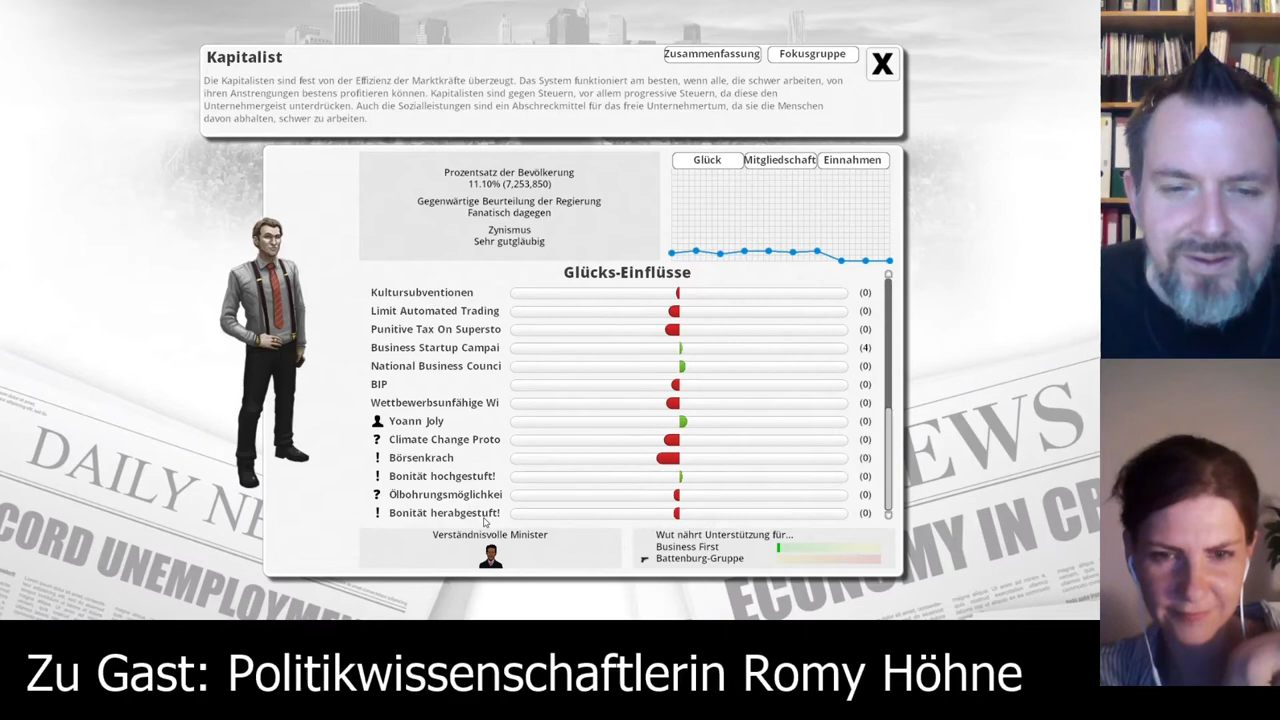 Kapitalist
Zusammenfassung
Fokusgruppe
X
Die Kapitalisten sind fest von der Effizienz der Marktkräfte überzeugt. Das System funktioniert am besten, wenn alle, die schwer arbeiten, von
ihren Anstrengungen bestens profitieren können. Kapitalisten sind gegen Steuern, vor allem progressive Steuern, da diese den
Unternehmergeist unterdrücken. Auch die Sozialleistungen sind ein Abschreckmittel für das freie Unternehmertum, da sie die Menschen
davon abhalten, schwer zu arbeiten.
Prozentsatz der Bevölkerung
11.10% (7,253,850)
Gegenwärtige Beurteilung der Regierung
Fanatisch dagegen
Zynismus
Sehr gutgläubig
Glück
Mitgliedschaft
Einnahmen
Glücks-Einflüsse
Kultursubventionen (0)
Limit Automated Trading (0)
Punitive Tax On Supersto (0)
Business Startup Campai (4)
National Business Counci (0)
BIP (0)
Wettbewerbsunfähige Wi (0)
Yoann Joly (0)
? Climate Change Proto (0)
! Börsenkrach (0)
! Bonität hochgestuft! (0)
? Ölbohrungsmöglichkei (0)
! Bonität herabgestuft! (0)
Verständnisvolle Minister
Wut nährt Unterstützung für...
Business First
Battenburg-Gruppe
DAILY NE
CORD UNEMPLOYM
NEWS
ECONOMY IN CR
Zu Gast: Politikwissenschaftlerin Romy Höhne